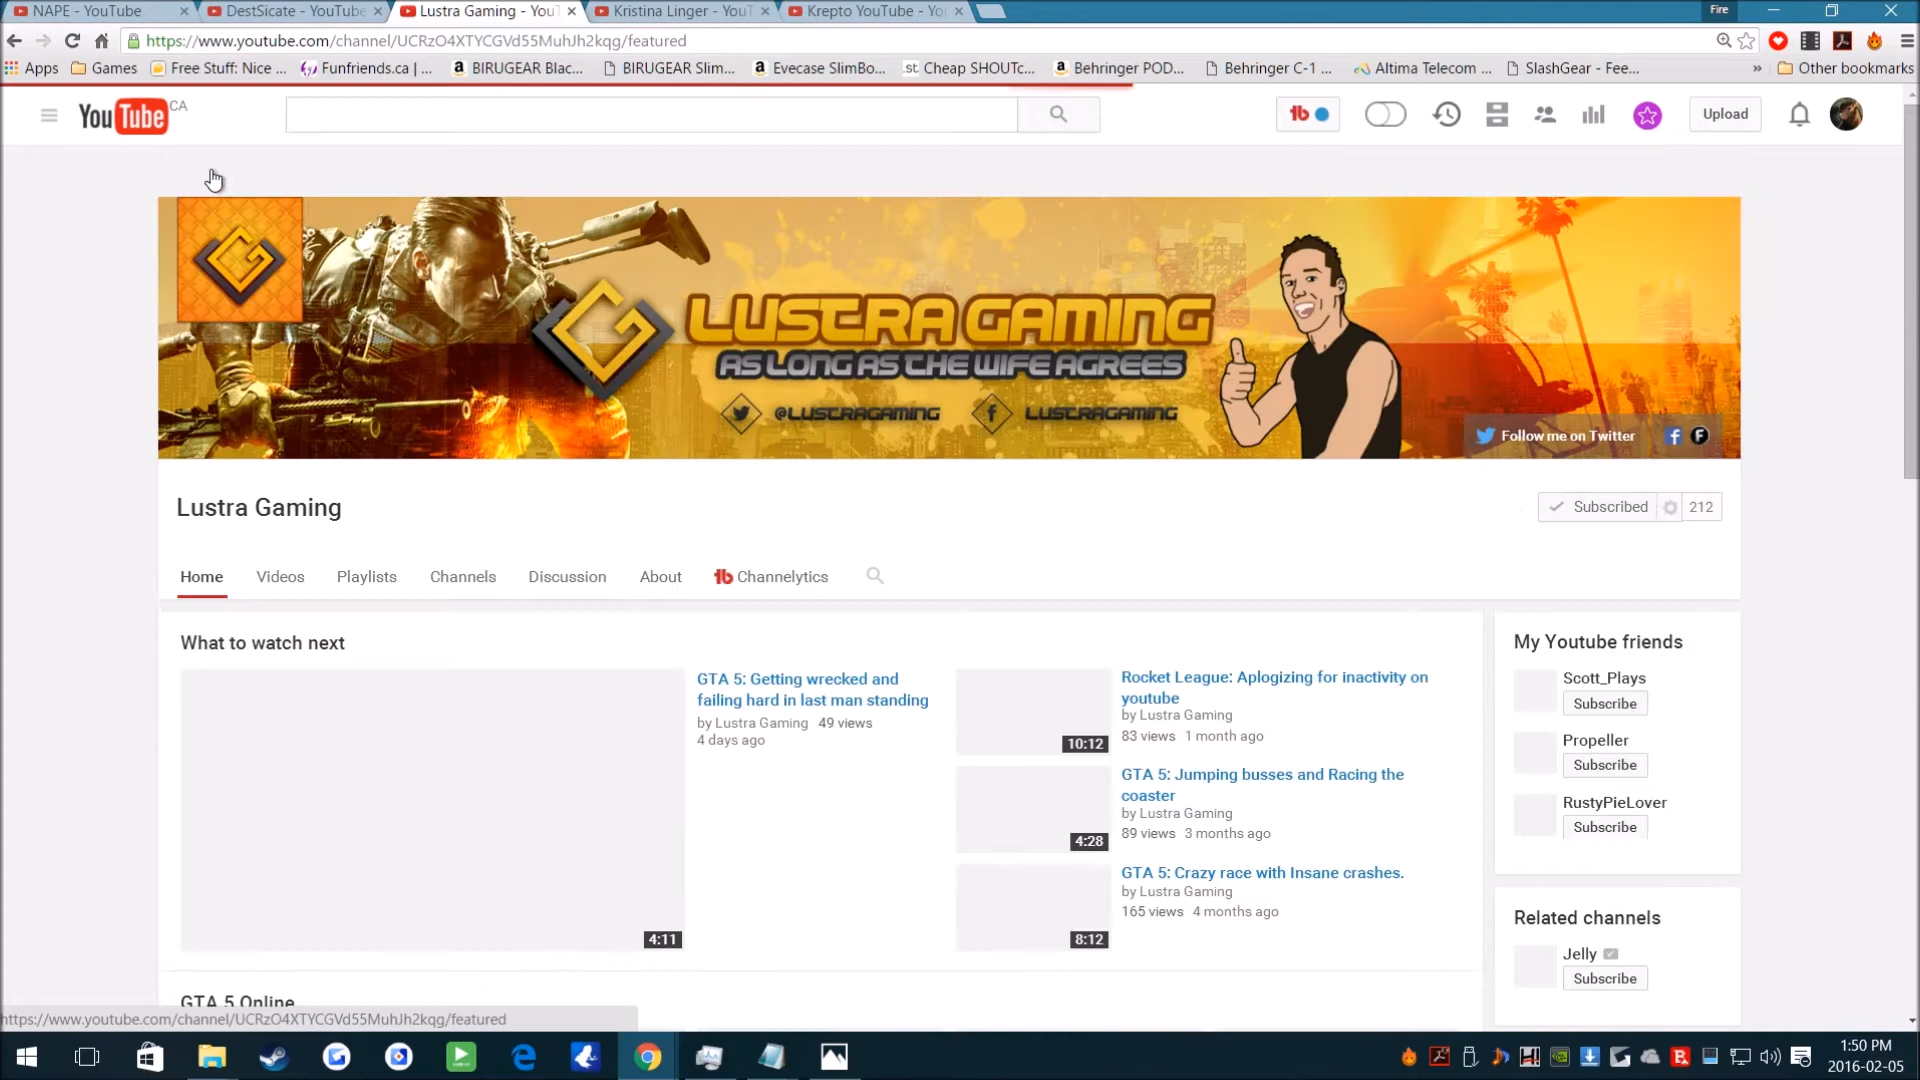 NAPE - YouTube
DestSicate - YouTube
Lustra Gaming - YouT
Kristina Linger - YouT
Krepto YouTube - Yo
Fire
https://www.youtube.com/channel/UCRzO4XTYCGVd55MuhJh2kqg/featured
Apps
Games
Free Stuff: Nice ...
Funfriends.ca | ...
BIRUGEAR Blac...
BIRUGEAR Slim...
Evecase SlimBo...
st Cheap SHOUTc...
Behringer POD...
Behringer C-1 ...
Altima Telecom ...
SlashGear - Fee...
» Other bookmarks
YouTube CA
Upload
LUSTRA GAMING
AS LONG AS THE WIFE AGREES
@LUSTRAGAMING
LUSTRAGAMING
Follow me on Twitter
Lustra Gaming
Subscribed 212
Home
Videos
Playlists
Channels
Discussion
About
Channelytics
What to watch next
4:11
GTA 5: Getting wrecked and
failing hard in last man standing
by Lustra Gaming 49 views
4 days ago
10:12
Rocket League: Aplogizing for inactivity on
youtube
by Lustra Gaming
83 views 1 month ago
4:28
GTA 5: Jumping busses and Racing the
coaster
by Lustra Gaming
89 views 3 months ago
8:12
GTA 5: Crazy race with Insane crashes.
by Lustra Gaming
165 views 4 months ago
My Youtube friends
Scott_Plays
Subscribe
Propeller
Subscribe
RustyPieLover
Subscribe
Related channels
Jelly
Subscribe
GTA 5 Online
https://www.youtube.com/channel/UCRzO4XTYCGVd55MuhJh2kqg/featured
1:50 PM
2016-02-05